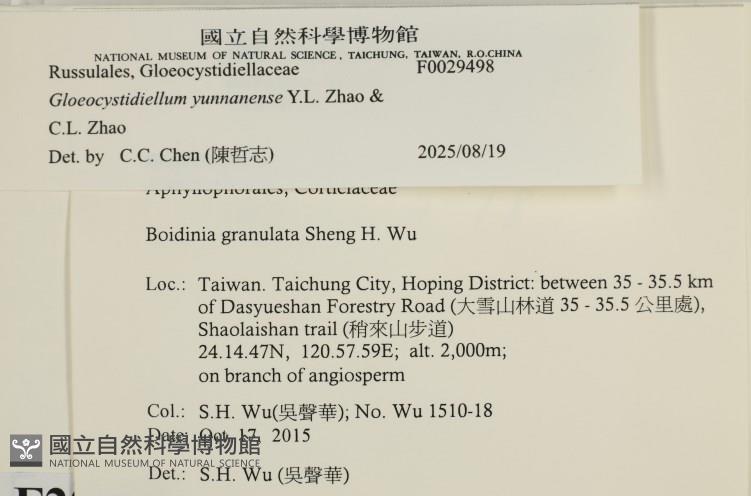 國立自然科學博物館
NATIONAL MUSEUM OF NATURAL SCIENCE, TAICHUNG, TAIWAN, R.O.CHINA
Russulales, Gloeocystidiellaceae F0029498
Gloeocystidiellum yunnanense Y.L. Zhao &
C.L. Zhao
Det. by C.C. Chen (陳哲志) 2025/08/19
Aphyllophorales, Corticiaceae
Boidinia granulata Sheng H. Wu
Loc.: Taiwan. Taichung City, Hoping District: between 35 - 35.5 km
of Dasyueshan Forestry Road (大雪山林道 35 - 35.5 公里處),
Shaolaishan trail (稍來山步道)
24.14.47N, 120.57.59E; alt. 2,000m;
on branch of angiosperm
Col.: S.H. Wu(吳聲華); No. Wu 1510-18
Date: Oct. 17, 2015
國立自然科學博物館
NATIONAL MUSEUM OF NATURAL SCIENCE
Det.: S.H. Wu (吳聲華)